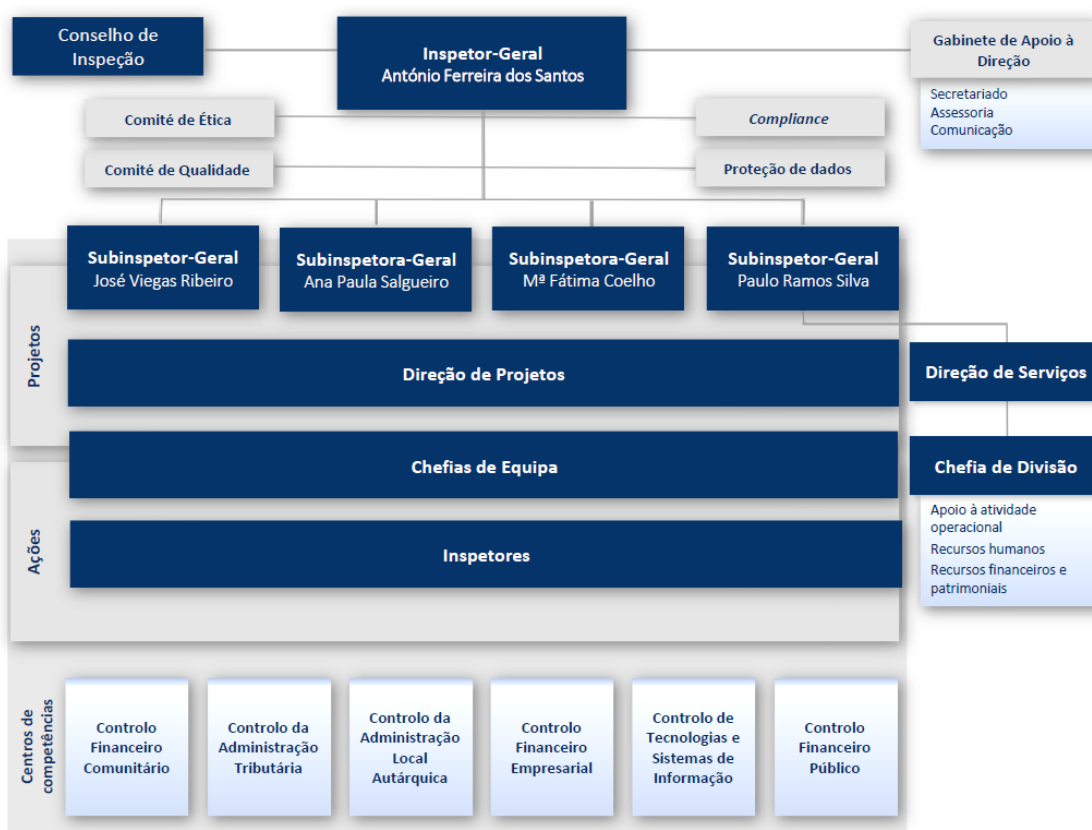 Conselho de
Inspeção
Inspetor-Geral
António Ferreira dos Santos
Gabinete de Apoio à
Direção
Secretariado
Assessoria
Comunicação
Comité de Ética
Compliance
Comité de Qualidade
Proteção de dados
Subinspetor-Geral
José Viegas Ribeiro
Subinspetora-Geral
Ana Paula Salgueiro
Subinspetora-Geral
Mª Fátima Coelho
Subinspetor-Geral
Paulo Ramos Silva
Projetos
Direção de Projetos
Direção de Serviços
Chefias de Equipa
Chefia de Divisão
Apoio à atividade
operacional
Recursos humanos
Recursos financeiros e
patrimoniais
Ações
Inspetores
Centros de
competências
Controlo
Financeiro
Comunitário
Controlo da
Administração
Tributária
Controlo da
Administração
Local
Autárquica
Controlo
Financeiro
Empresarial
Controlo de
Tecnologias e
Sistemas de
Informação
Controlo
Financeiro
Público